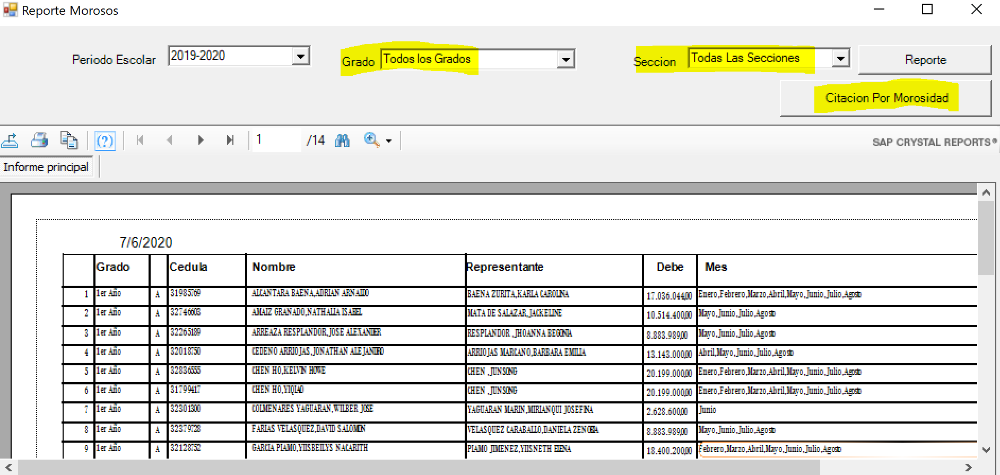 Reporte Morosos
Periodo Escolar 2019-2020 Grado Todos los Grados Seccion Todas Las Secciones Reporte
Citacion Por Morosidad
(?) 1 /14 SAP CRYSTAL REPORTS®
Informe principal
7/6/2020
Grado Cedula Nombre Representante Debe Mes
1 1er Año A 31985769 ALCANTARA BAENA,ADRIAN ARNALDO BAENA ZURITA,KARLA CAROLINA 17.036.044,00 Enero,Febrero,Marzo,Abril,Mayo,Junio,Julio,Agosto
2 1er Año A 32746603 AMAIZ GRANADO,NATHALIA ISABEL MATA DE SALAZAR,JACKELINE 10.514.400,00 Mayo,Junio,Julio,Agosto
3 1er Año A 32265189 ARREAZA RESPLANDOR,JOSE ALEXANDER RESPLANDOR ,JHOANNA BEGONIA 8.883.989,00 Mayo,Junio,Julio,Agosto
4 1er Año A 32018750 CEDENO ARRIOJAS,JONATHAN ALEJANDRO ARRIOJAS MARCANO,BARBARA EMILIA 13.143.000,00 Abril,Mayo,Junio,Julio,Agosto
5 1er Año A 32836555 CHEN HO,KELVIN HOWE CHEN ,JUNSONG 20.199.000,00 Enero,Febrero,Marzo,Abril,Mayo,Junio,Julio,Agosto
6 1er Año A 31799417 CHEN HO,YIQIAO CHEN ,JUNSONG 20.199.000,00 Enero,Febrero,Marzo,Abril,Mayo,Junio,Julio,Agosto
7 1er Año A 32301300 COLMENARES YAGUARAN,WILBER JOSE YAGUARAN MARIN,MIRIANQUI JOSEFINA 2.628.600,00 Junio
8 1er Año A 32379728 FARIAS VELASQUEZ,DAVID SALOMON VELASQUEZ CARABALLO,DANIELA ZENOBIA 8.883.989,00 Mayo,Junio,Julio,Agosto
9 1er Año A 32128752 GARCIA PIAMO,YIISBEILYS NACARITH PIAMO JIMENEZ,YIISNETH ELENA 18.400.200,00 Febrero,Marzo,Abril,Mayo,Junio,Julio,Agosto